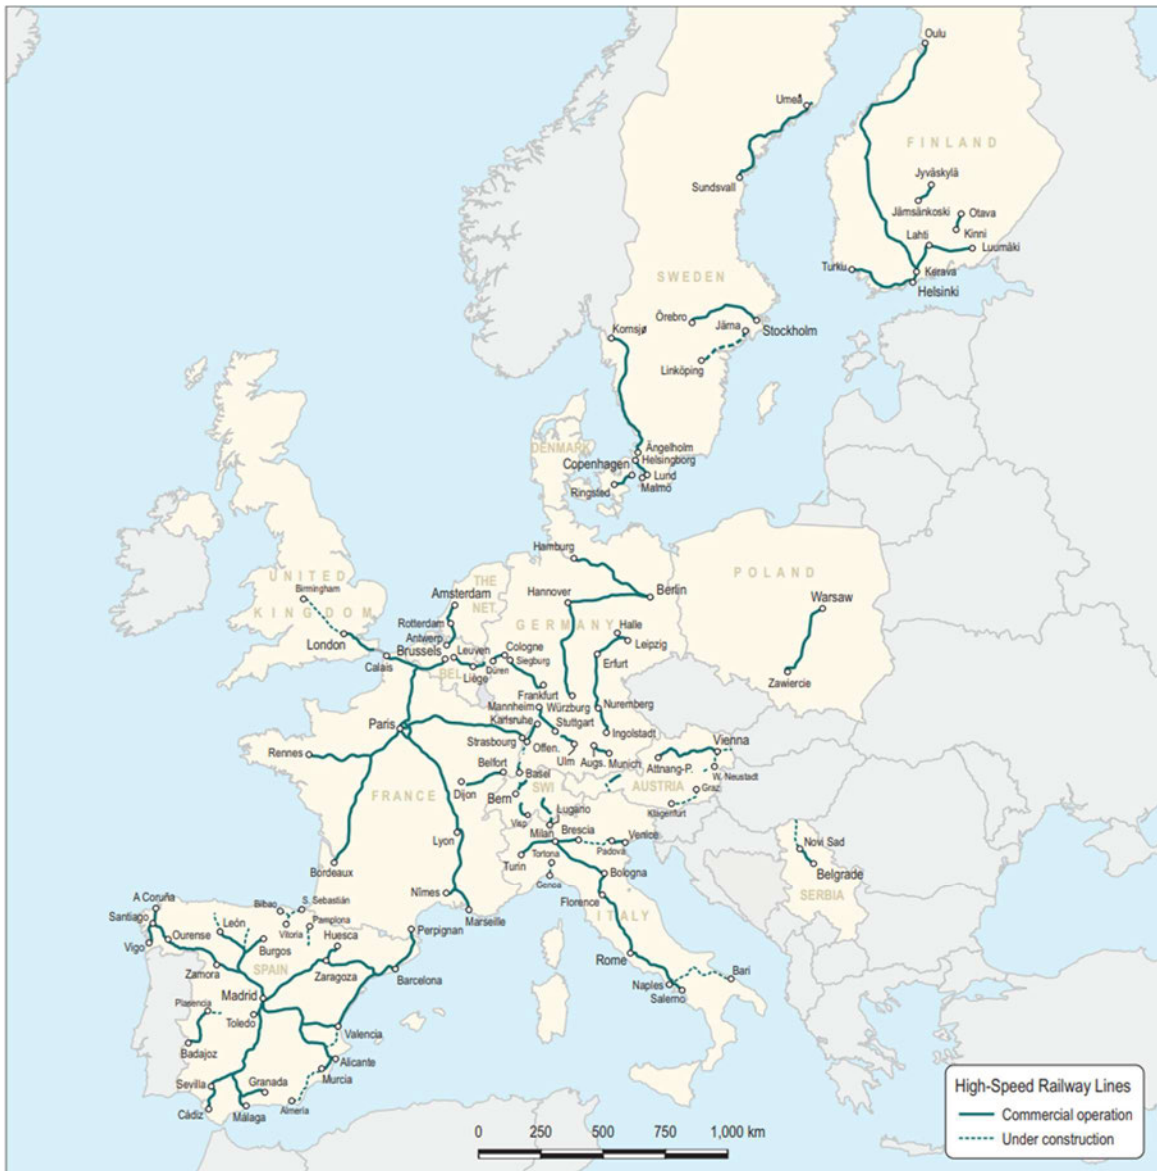 Oulu
Umeå
FINLAND
Jyväskylä
Sundsvall
Jämsänkoski
Otava
Kinni
Lahti
Luumäki
Turku
Kerava
SWEDEN
Helsinki
Örebro
Järna
Kornsjø
Stockholm
Linköping
DENMARK
Ängelholm
Copenhagen
Helsingborg
Lund
Ringsted
Malmö
Hamburg
POLAND
UNITED
THE
Birmingham
Amsterdam
Hannover
Berlin
NET.
Warsaw
KINGDOM
Rotterdam
GERMANY
Halle
London
Antwerp
Leipzig
Brussels
Leuven
Cologne
Siegburg
Erfurt
Calais
BEL
Liège
Düren
Zawiercie
Frankfurt
Mannheim
Würzburg
Nuremberg
Paris
Karlsruhe
Stuttgart
Ingolstadt
Strasbourg
Offen.
Vienna
Rennes
Ulm
Augs.
Munich
Belfort
Basel
Attnang-P.
W. Neustadt
FRANCE
Dijon
SWI
AUSTRIA
Graz
Bern
Klagenfurt
Lugano
Visp
Lyon
Milan
Brescia
Venice
Novi Sad
Turin
Tortona
Padova
Bordeaux
Genoa
Bologna
Belgrade
Nîmes
SERBIA
A Coruña
Bilbao
S. Sebastián
Florence
Santiago
León
Pamplona
Marseille
ITALY
Vigo
Ourense
Burgos
Vitoria
Huesca
Perpignan
Zamora
SPAIN
Zaragoza
Barcelona
Rome
Bari
Madrid
Naples
Plasencia
Salerno
Toledo
Valencia
Badajoz
Alicante
Murcia
Sevilla
Granada
Cádiz
Málaga
Almería
High-Speed Railway Lines
Commercial operation
Under construction
0 250 500 750 1,000 km